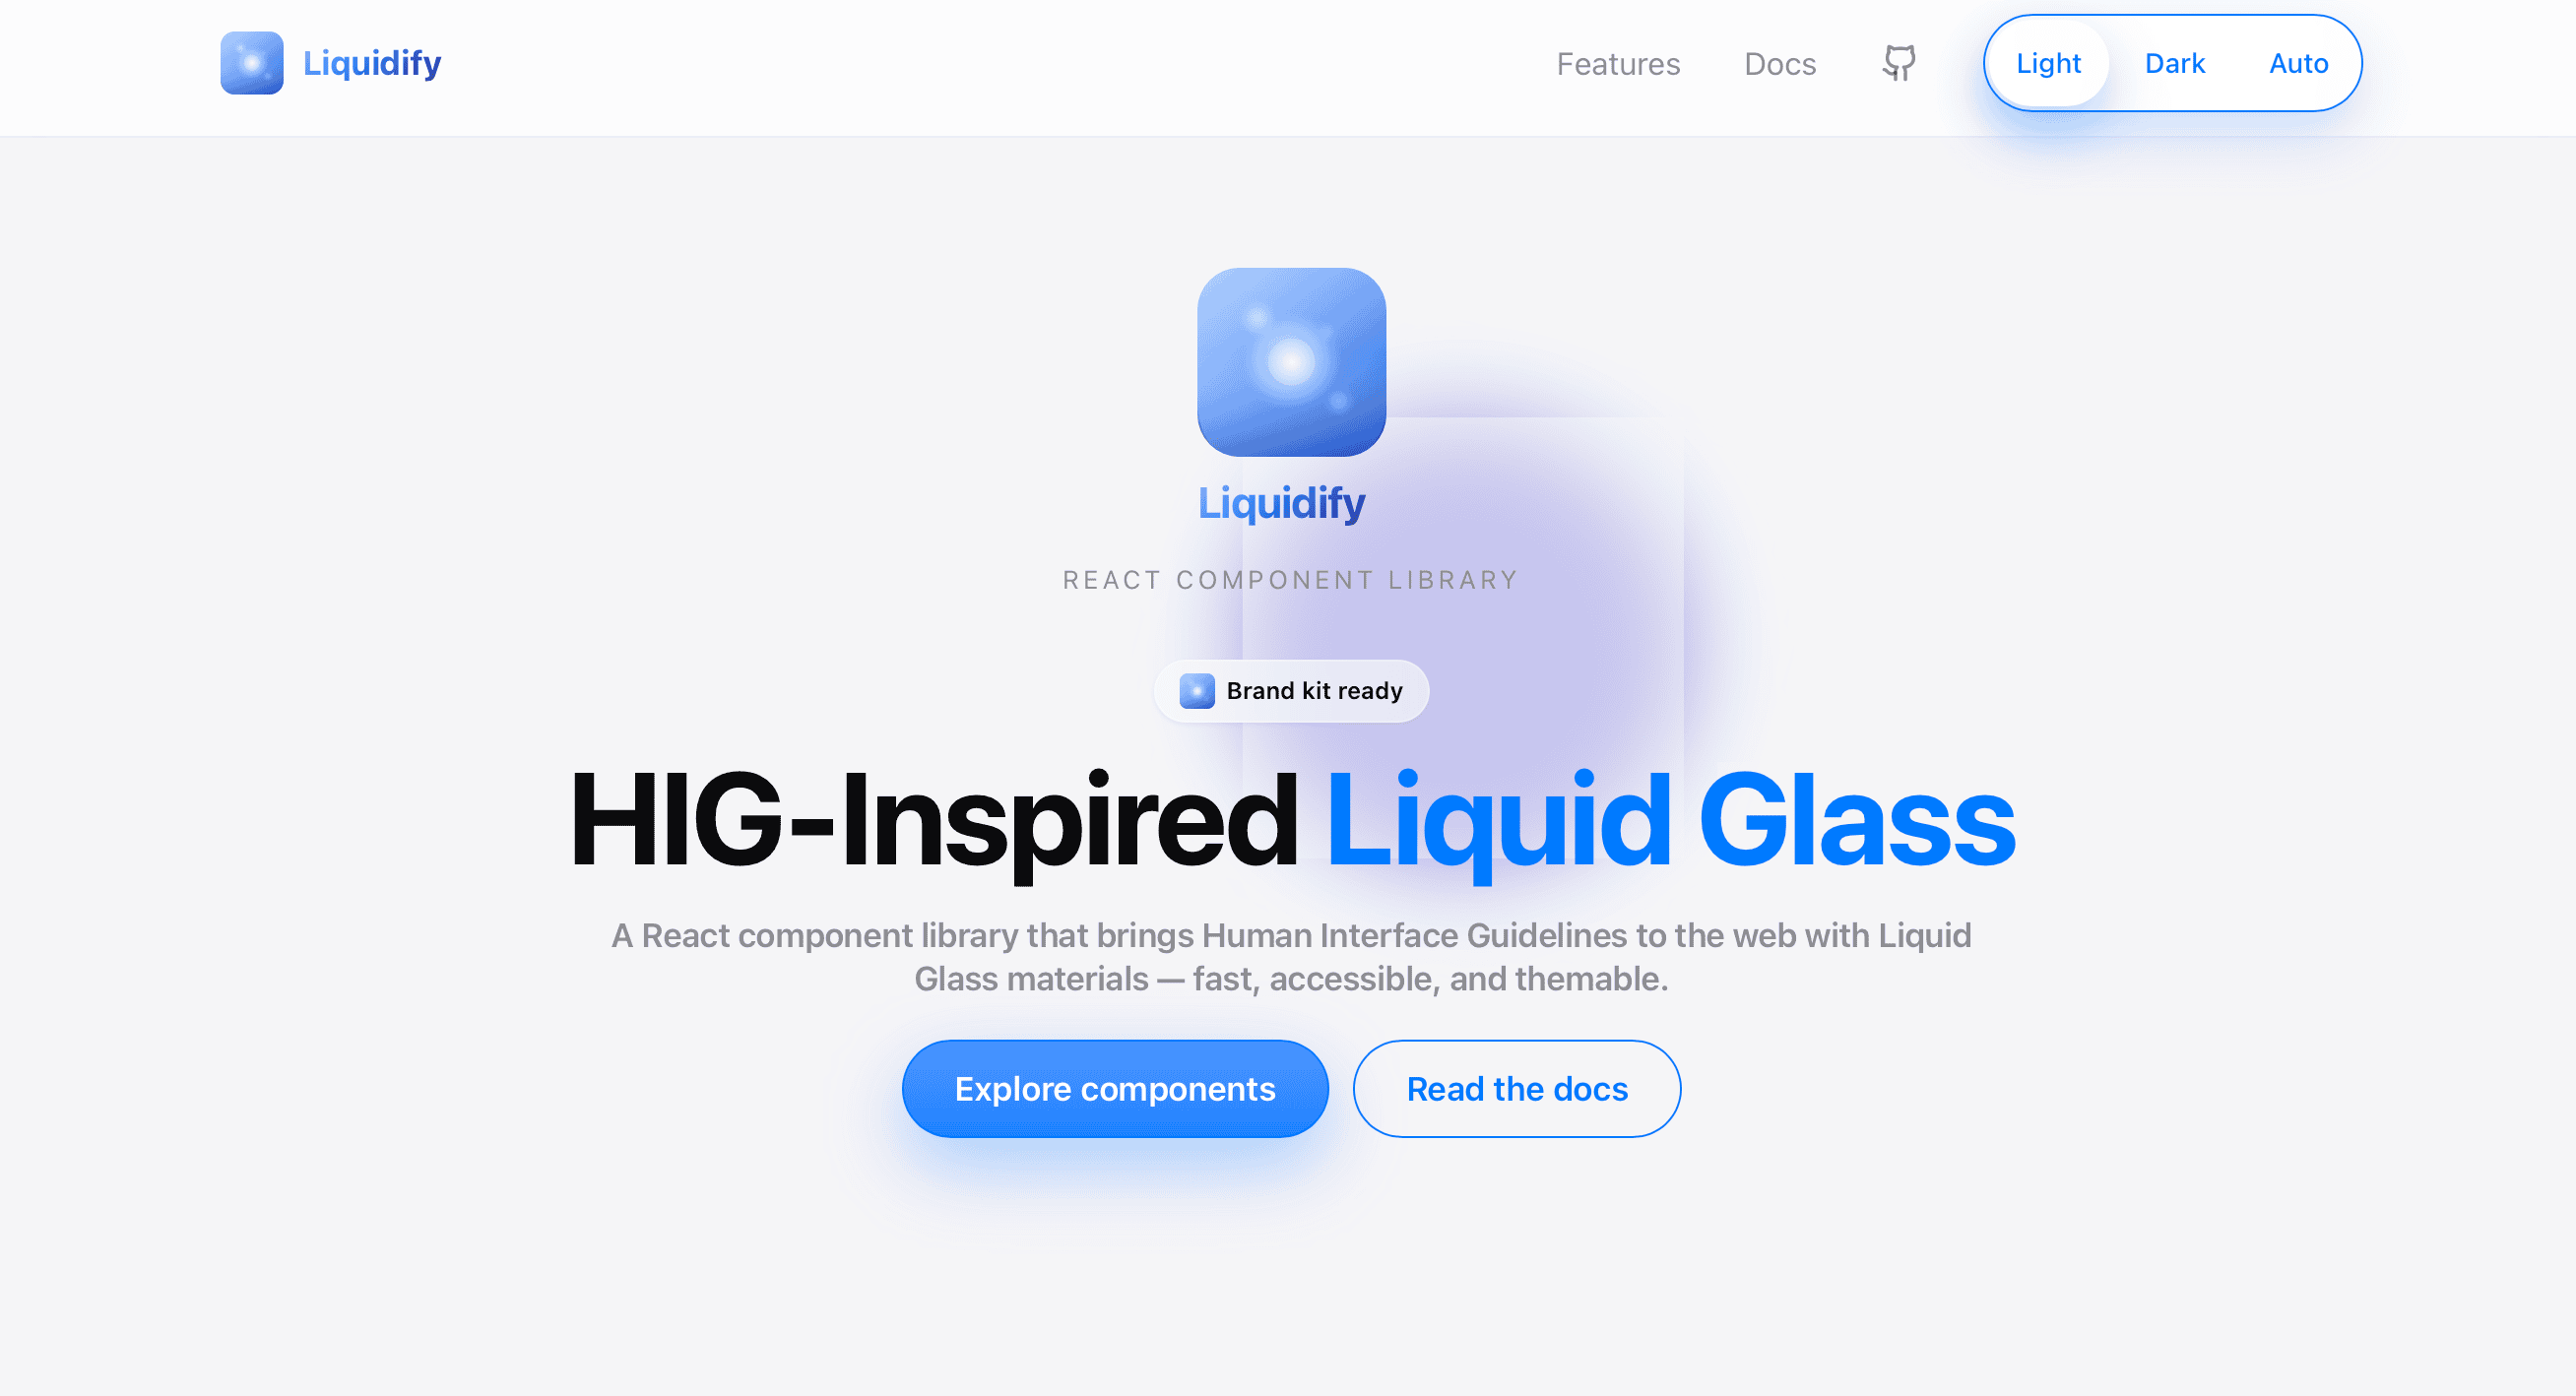 Liquidify
Features
Docs
Light
Dark
Auto
Liquidify
REACT COMPONENT LIBRARY
Brand kit ready
HIG-Inspired Liquid Glass
A React component library that brings Human Interface Guidelines to the web with Liquid
Glass materials — fast, accessible, and themable.
Explore components
Read the docs